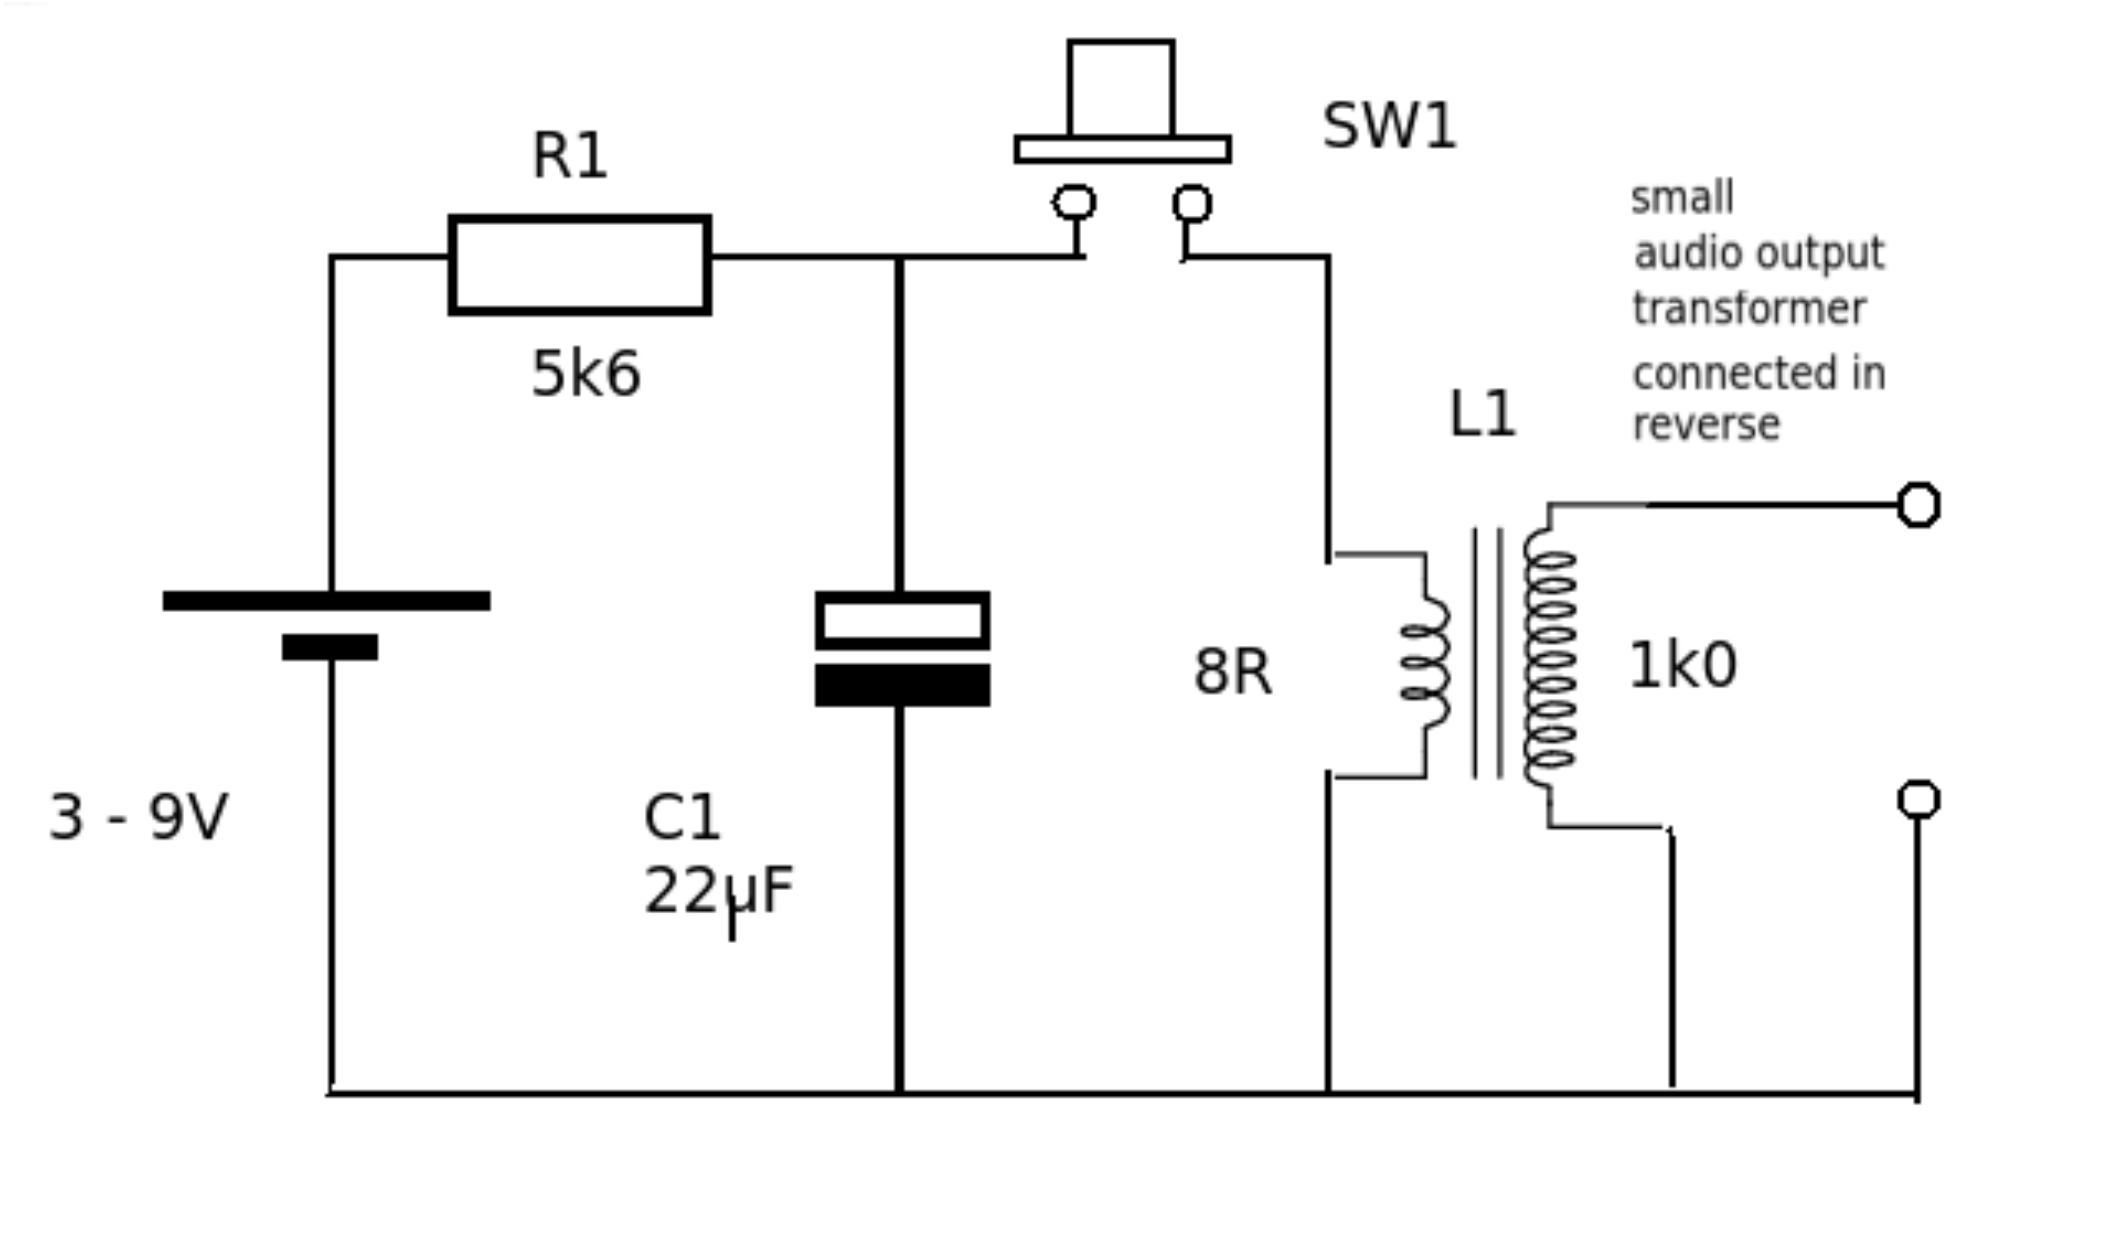 R1
5k6
SW1
small
audio output
transformer
connected in
reverse
L1
8R
1k0
3 - 9V
C1
22µF